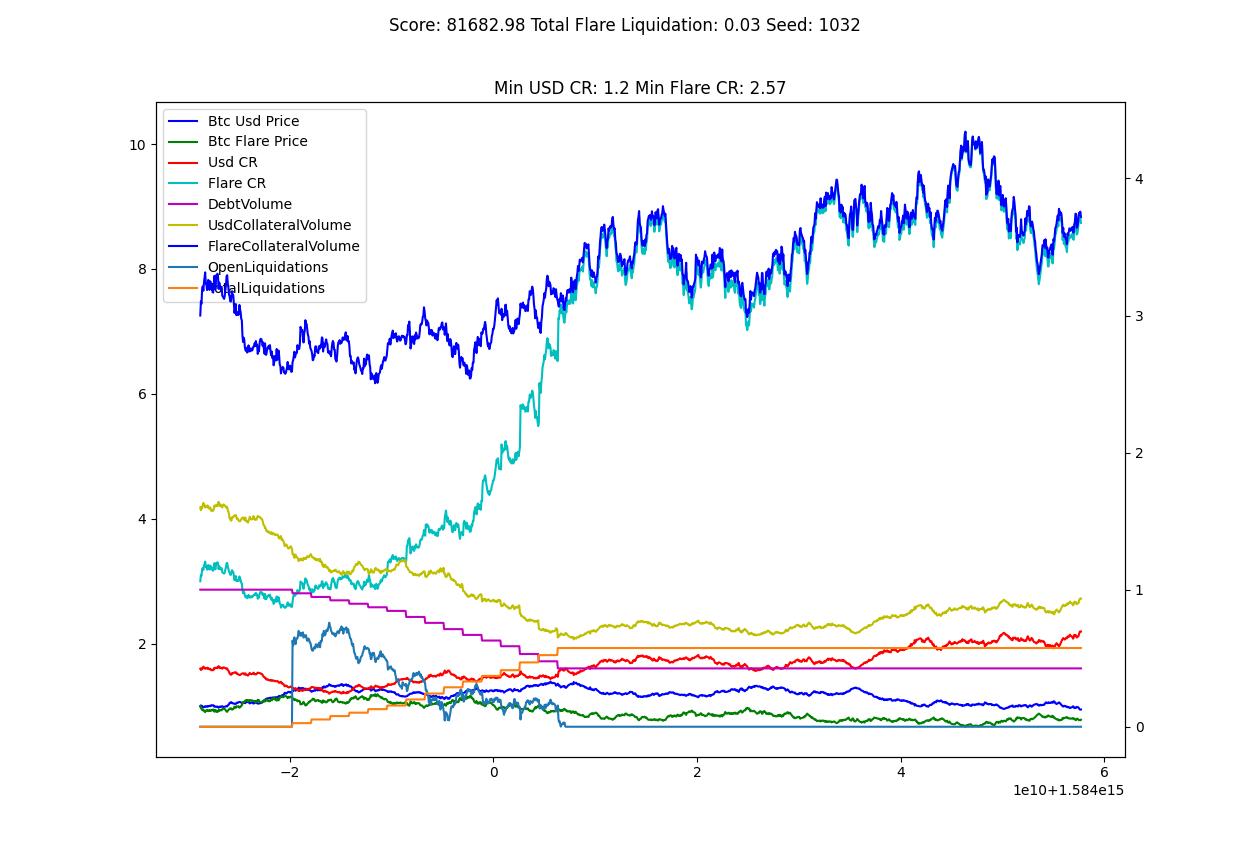 Score: 81682.98 Total Flare Liquidation: 0.03 Seed: 1032
Min USD CR: 1.2 Min Flare CR: 2.57
Btc Usd Price
Btc Flare Price
Usd CR
Flare CR
DebtVolume
UsdCollateralVolume
FlareCollateralVolume
OpenLiquidations
TotalLiquidations
10
8
6
4
2
4
3
2
1
0
−2
0
2
4
6
1e10+1.584e15